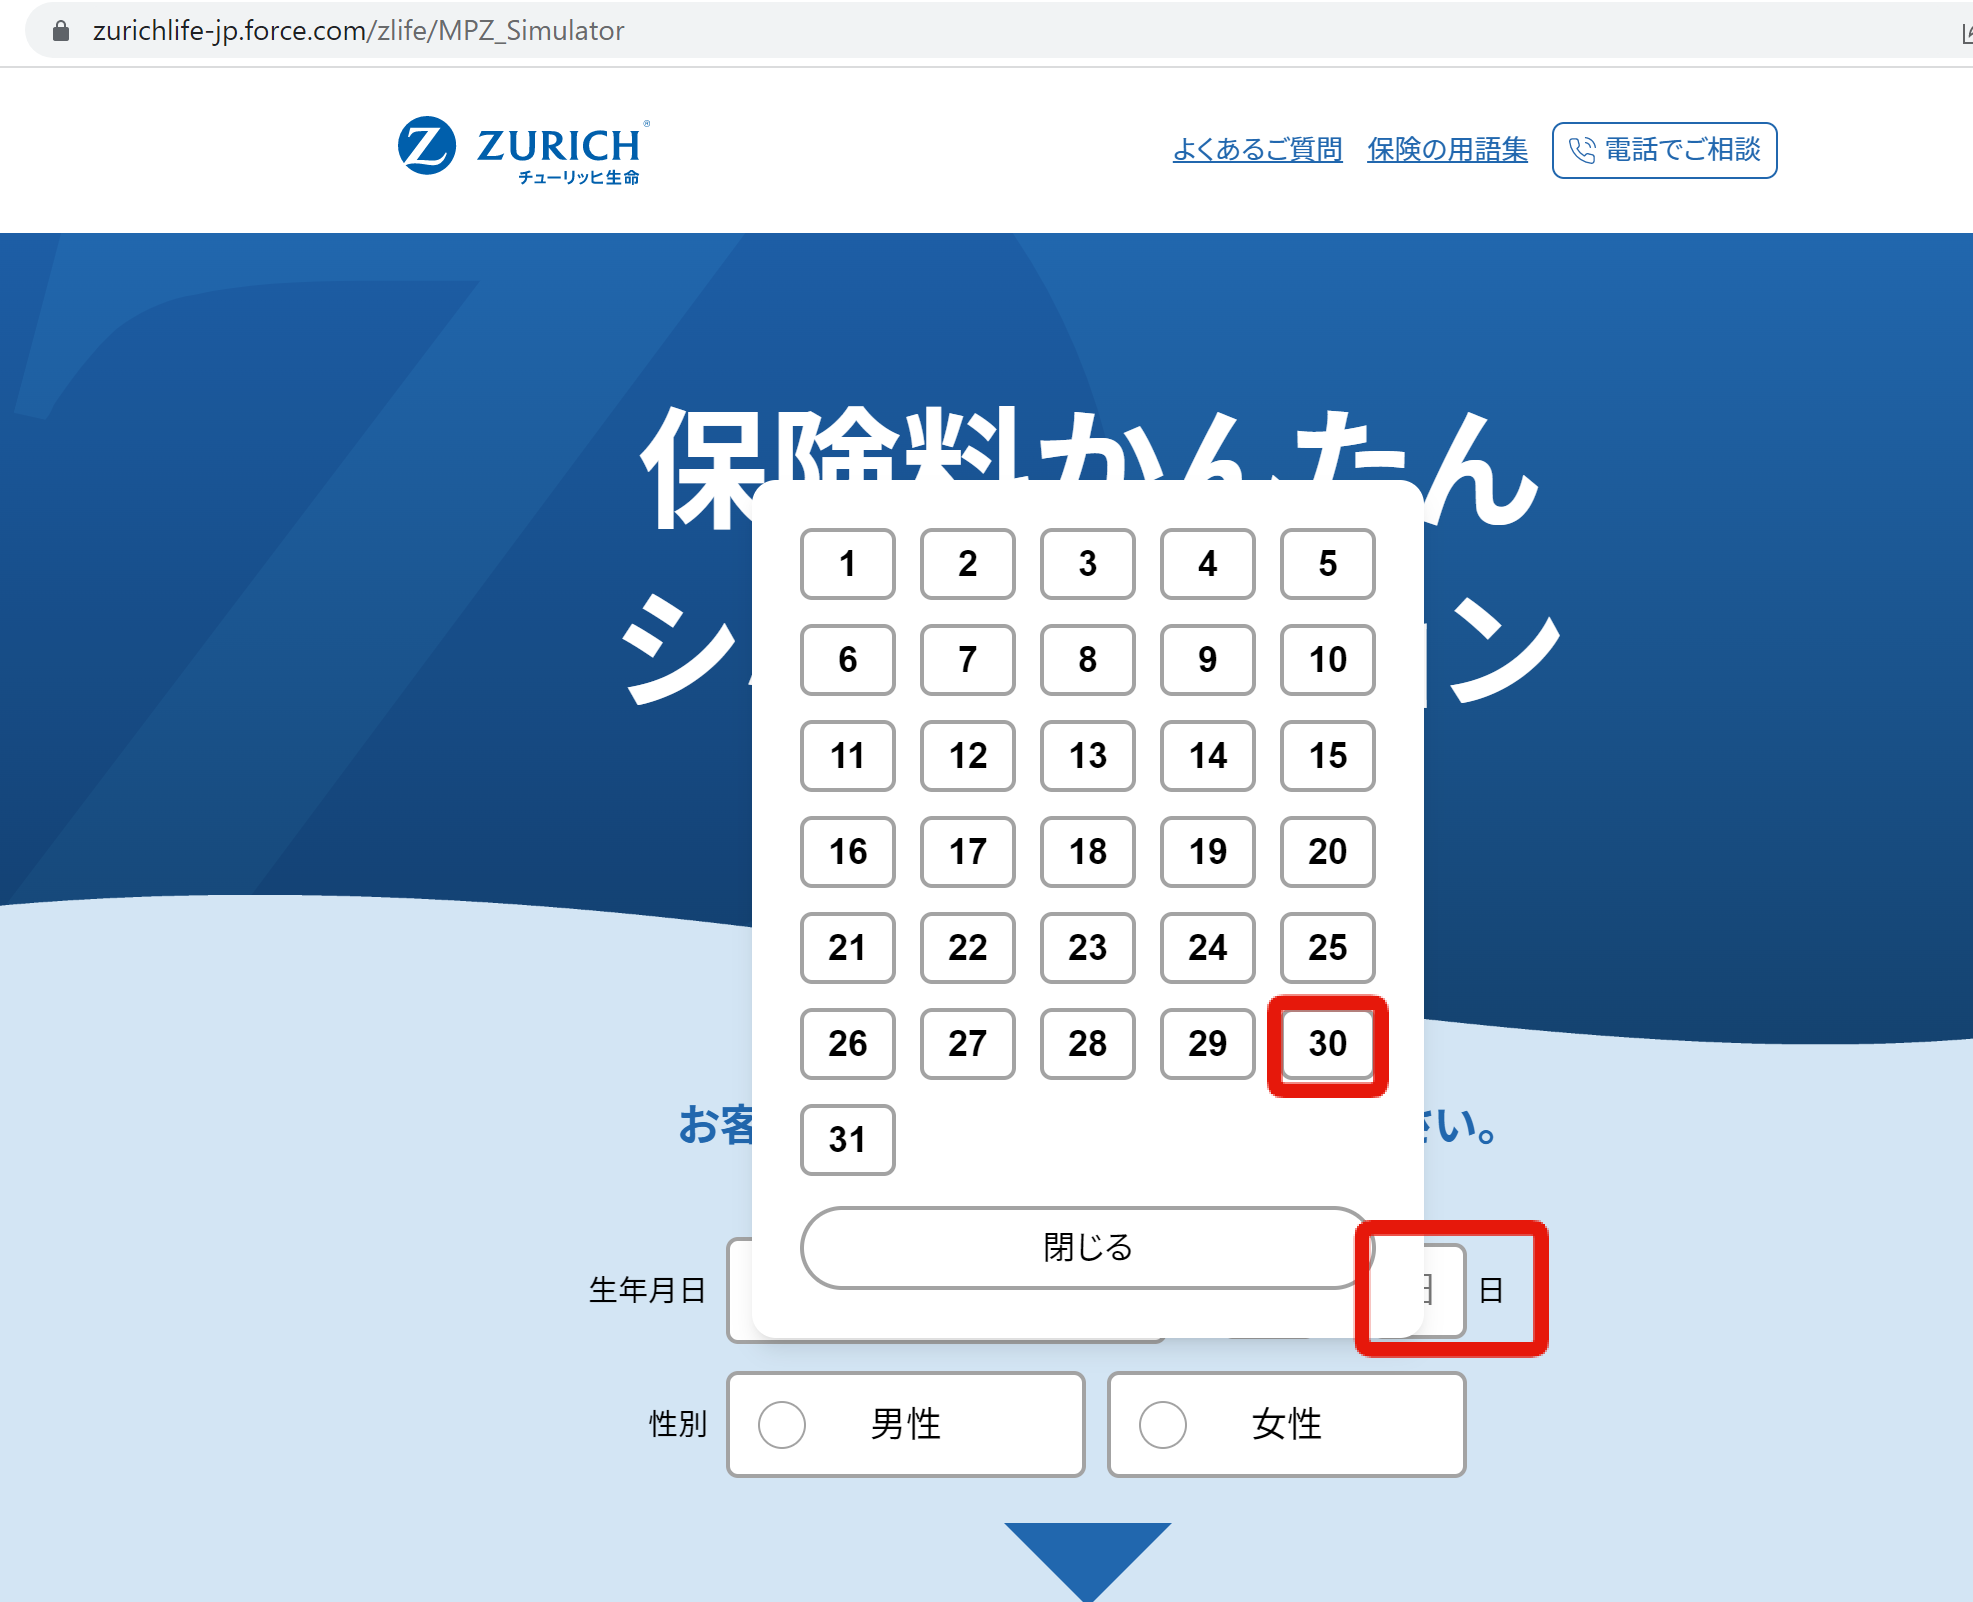 zurichlife-jp.force.com/zlife/MPZ_Simulator
ZURICH®
チューリッヒ生命
よくあるご質問 保険の用語集 電話でご相談
保険料かんたん
シ ン
1 2 3 4 5
6 7 8 9 10
11 12 13 14 15
16 17 18 19 20
21 22 23 24 25
26 27 28 29 30
31
お客 さい。
閉じる
生年月日 日 日
性別 男性 女性